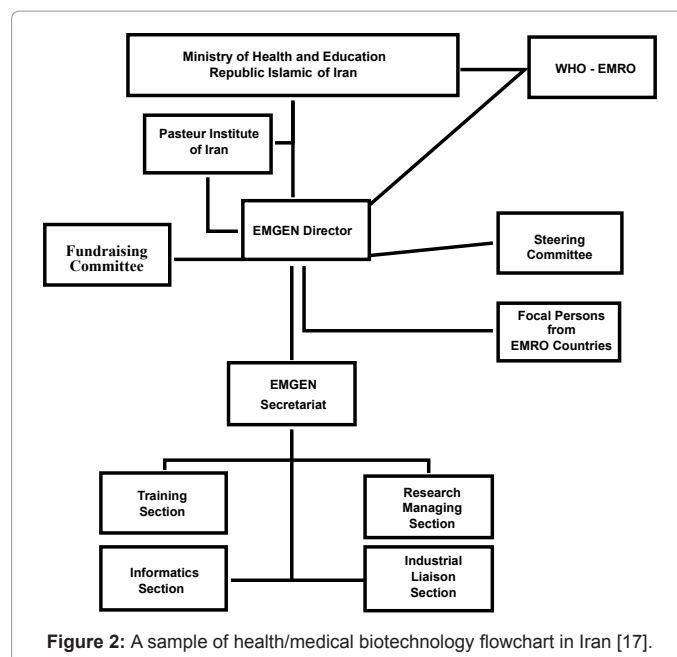 Ministry of Health and Education
Republic Islamic of Iran
WHO - EMRO
Pasteur Institute
of Iran
EMGEN Director
Fundraising
Committee
Steering
Committee
Focal Persons
from
EMRO Countries
EMGEN
Secretariat
Training
Section
Research
Managing
Section
Informatics
Section
Industrial
Liaison
Section
Figure 2: A sample of health/medical biotechnology flowchart in Iran [17].